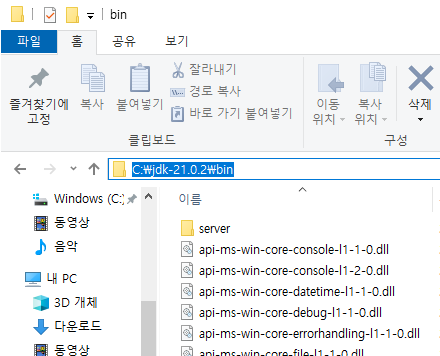 bin
파일 홈 공유 보기
즐겨찾기에 고정
복사
붙여넣기
잘라내기
경로 복사
바로 가기 붙여넣기
이동 위치
복사 위치
삭제
클립보드
구성
C:₩jdk-21.0.2₩bin
Windows (C:)
동영상
음악
내 PC
3D 개체
다운로드
동영상
이름
server
api-ms-win-core-console-l1-1-0.dll
api-ms-win-core-console-l1-2-0.dll
api-ms-win-core-datetime-l1-1-0.dll
api-ms-win-core-debug-l1-1-0.dll
api-ms-win-core-errorhandling-l1-1-0.dll
api-ms-win-core-file-l1-1-0.dll